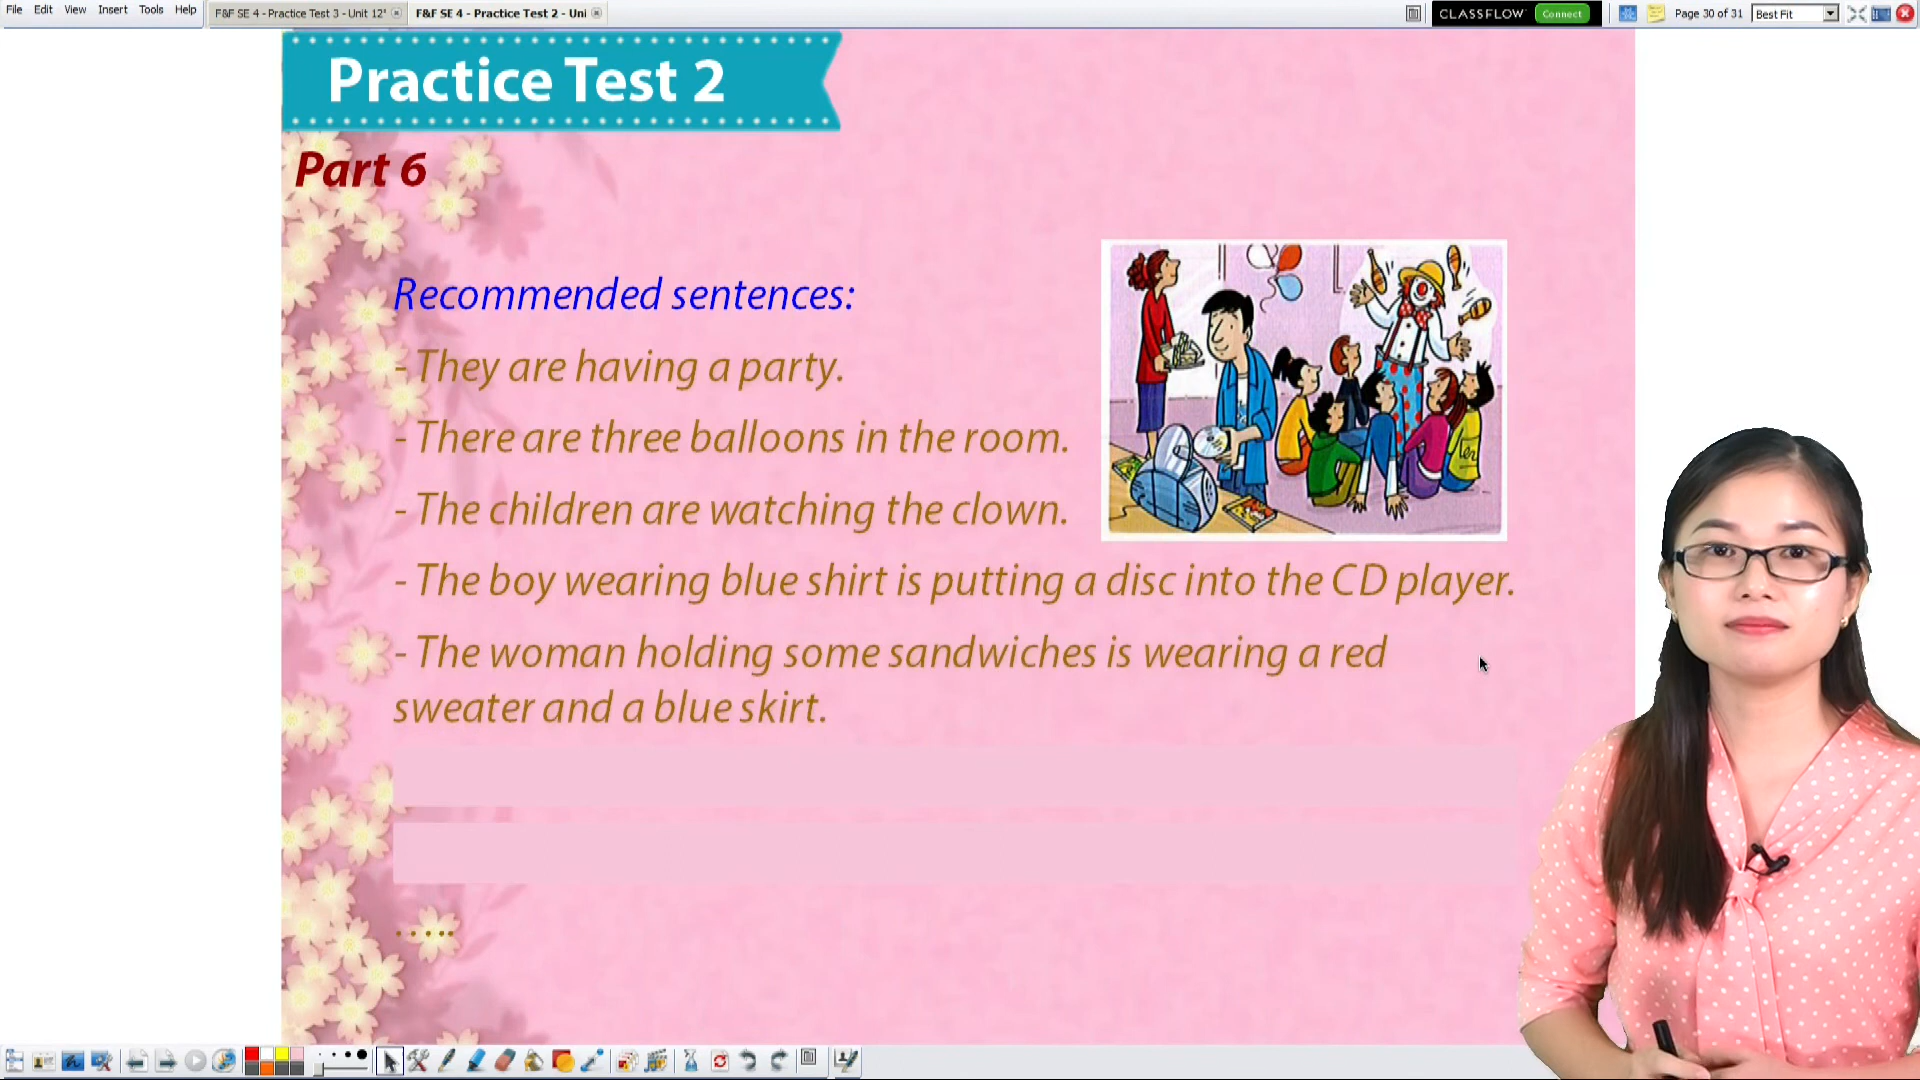 File Edit View Insert Tools Help
F&F SE 4 - Practice Test 3 - Unit 12*
F&F SE 4 - Practice Test 2 - Uni
CLASSFLOW Connect
Page 30 of 31
Best Fit
Practice Test 2
Part 6
Recommended sentences:
- They are having a party.
- There are three balloons in the room.
- The children are watching the clown.
- The boy wearing blue shirt is putting a disc into the CD player.
- The woman holding some sandwiches is wearing a red
sweater and a blue skirt.
.....